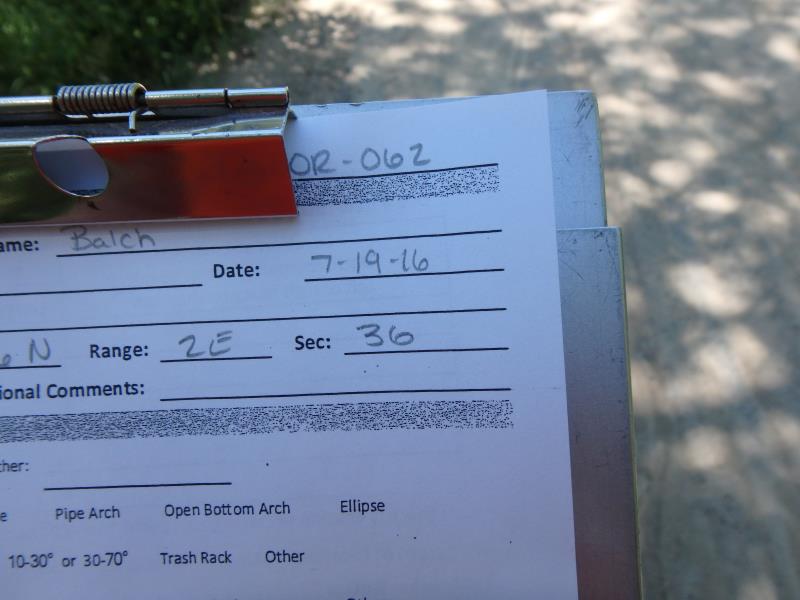 OR-062
ame: Balch
Date: 7-19-16
6 N Range: 2E Sec: 36
ional Comments:
ther:
e Pipe Arch Open Bottom Arch Ellipse
10-30° or 30-70° Trash Rack Other